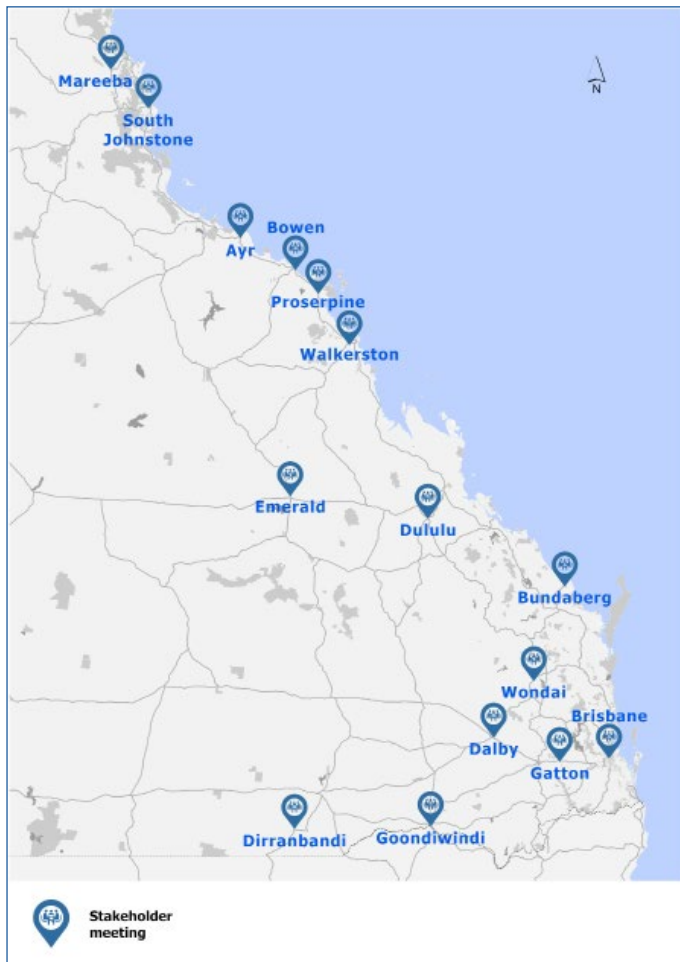 Mareeba
South
Johnstone
N
Ayr
Bowen
Proserpine
Walkerston
Emerald
Dululu
Bundaberg
Wondai
Brisbane
Dalby
Gatton
Dirranbandi
Goondiwindi
Stakeholder
meeting